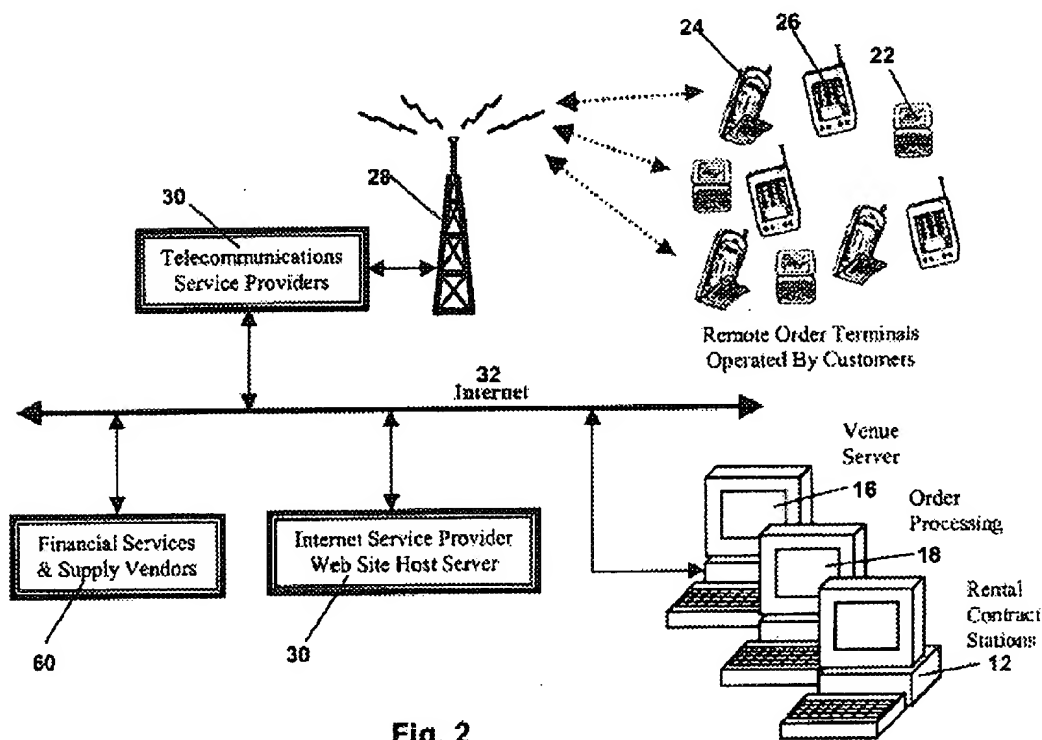 24
26
22
28
30
Telecommunications
Service Providers
Remote Order Terminals
Operated By Customers
32
Internet
Venue
Server
16
Order
Processing
18
Rental
Contract
Stations
12
Financial Services
& Supply Vendors
60
Internet Service Provider
Web Site Host Server
30
Fig. 2